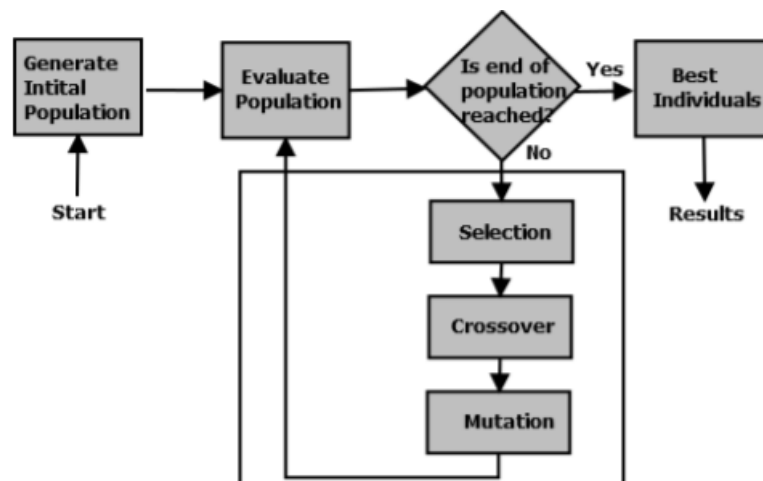 Generate
Intital
Population
Start
Evaluate
Population
Is end of
population
reached?
Yes
No
Best
Individuals
Results
Selection
Crossover
Mutation